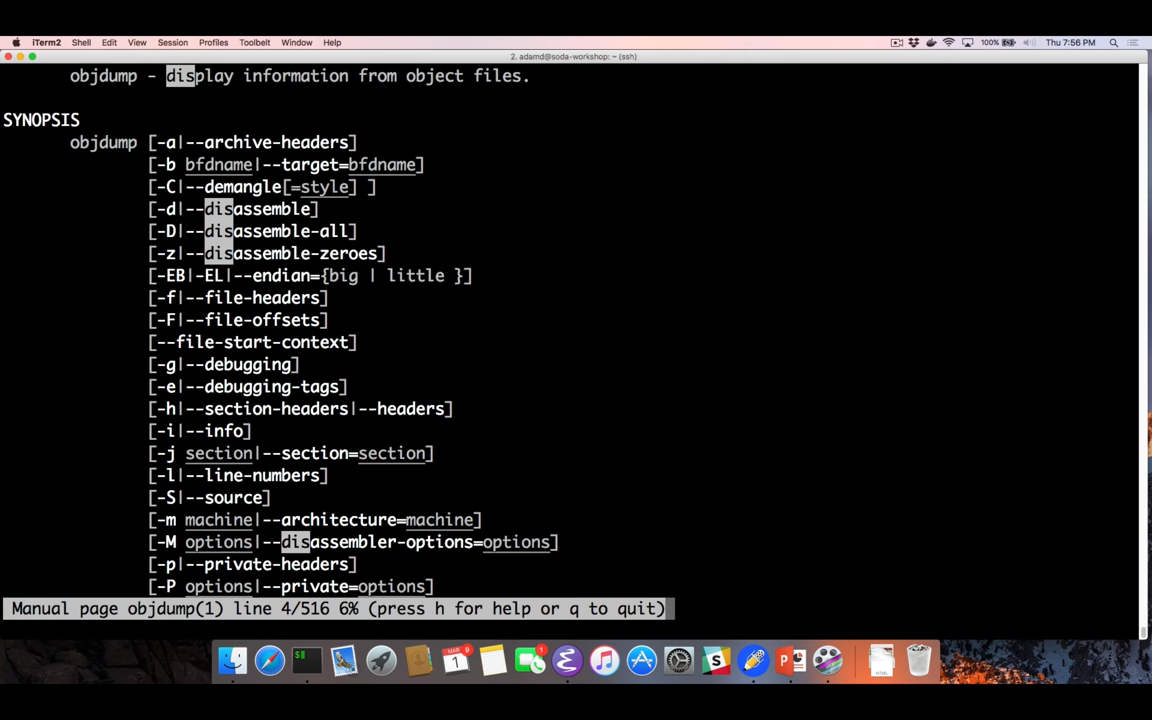 iTerm2 Shell Edit View Session Profiles Toolbelt Window Help 100% Thu 7:56 PM
2. adamd@soda-workshop: ~ (ssh)
objdump - display information from object files.
SYNOPSIS
objdump [-a|--archive-headers]
[-b bfdname|--target=bfdname]
[-C|--demangle[=style] ]
[-d|--disassemble]
[-D|--disassemble-all]
[-z|--disassemble-zeroes]
[-EB|-EL|--endian={big | little }]
[-f|--file-headers]
[-F|--file-offsets]
[--file-start-context]
[-g|--debugging]
[-e|--debugging-tags]
[-h|--section-headers|--headers]
[-i|--info]
[-j section|--section=section]
[-l|--line-numbers]
[-S|--source]
[-m machine|--architecture=machine]
[-M options|--disassembler-options=options]
[-p|--private-headers]
[-P options|--private=options]
Manual page objdump(1) line 4/516 6% (press h for help or q to quit)